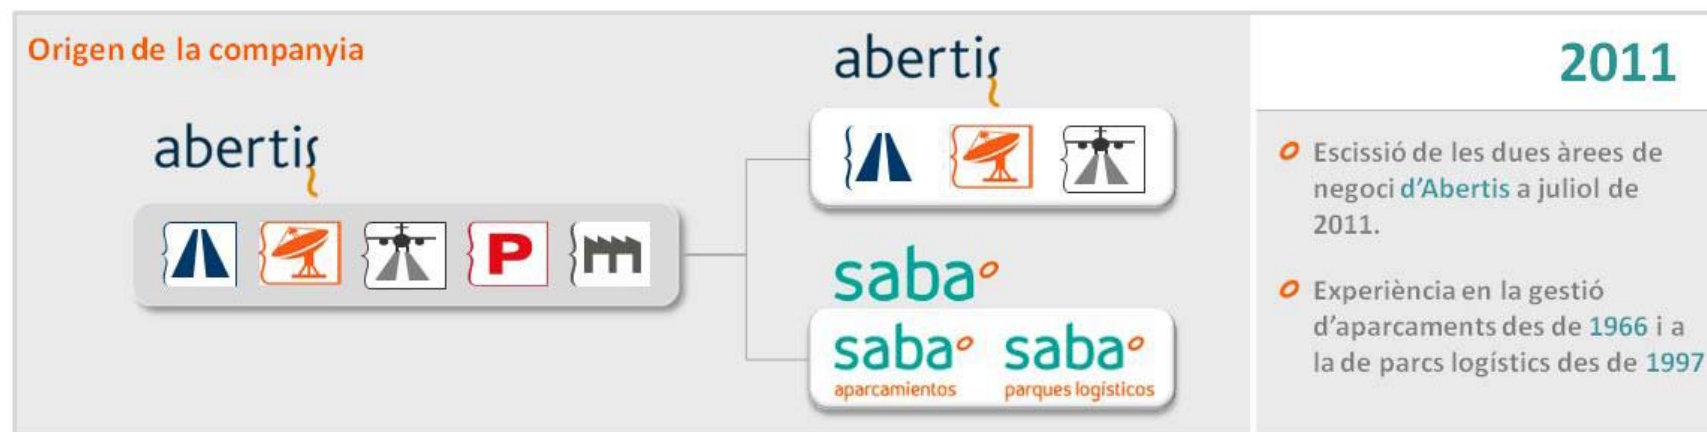 Origen de la companyia
abertis
P
abertis
saba
saba saba
aparcamientos parques logísticos
2011
Escissió de les dues àrees de
negoci d'Abertis a juliol de
2011.
Experiència en la gestió
d'aparcaments des de 1966 i a
la de parcs logístics des de 1997